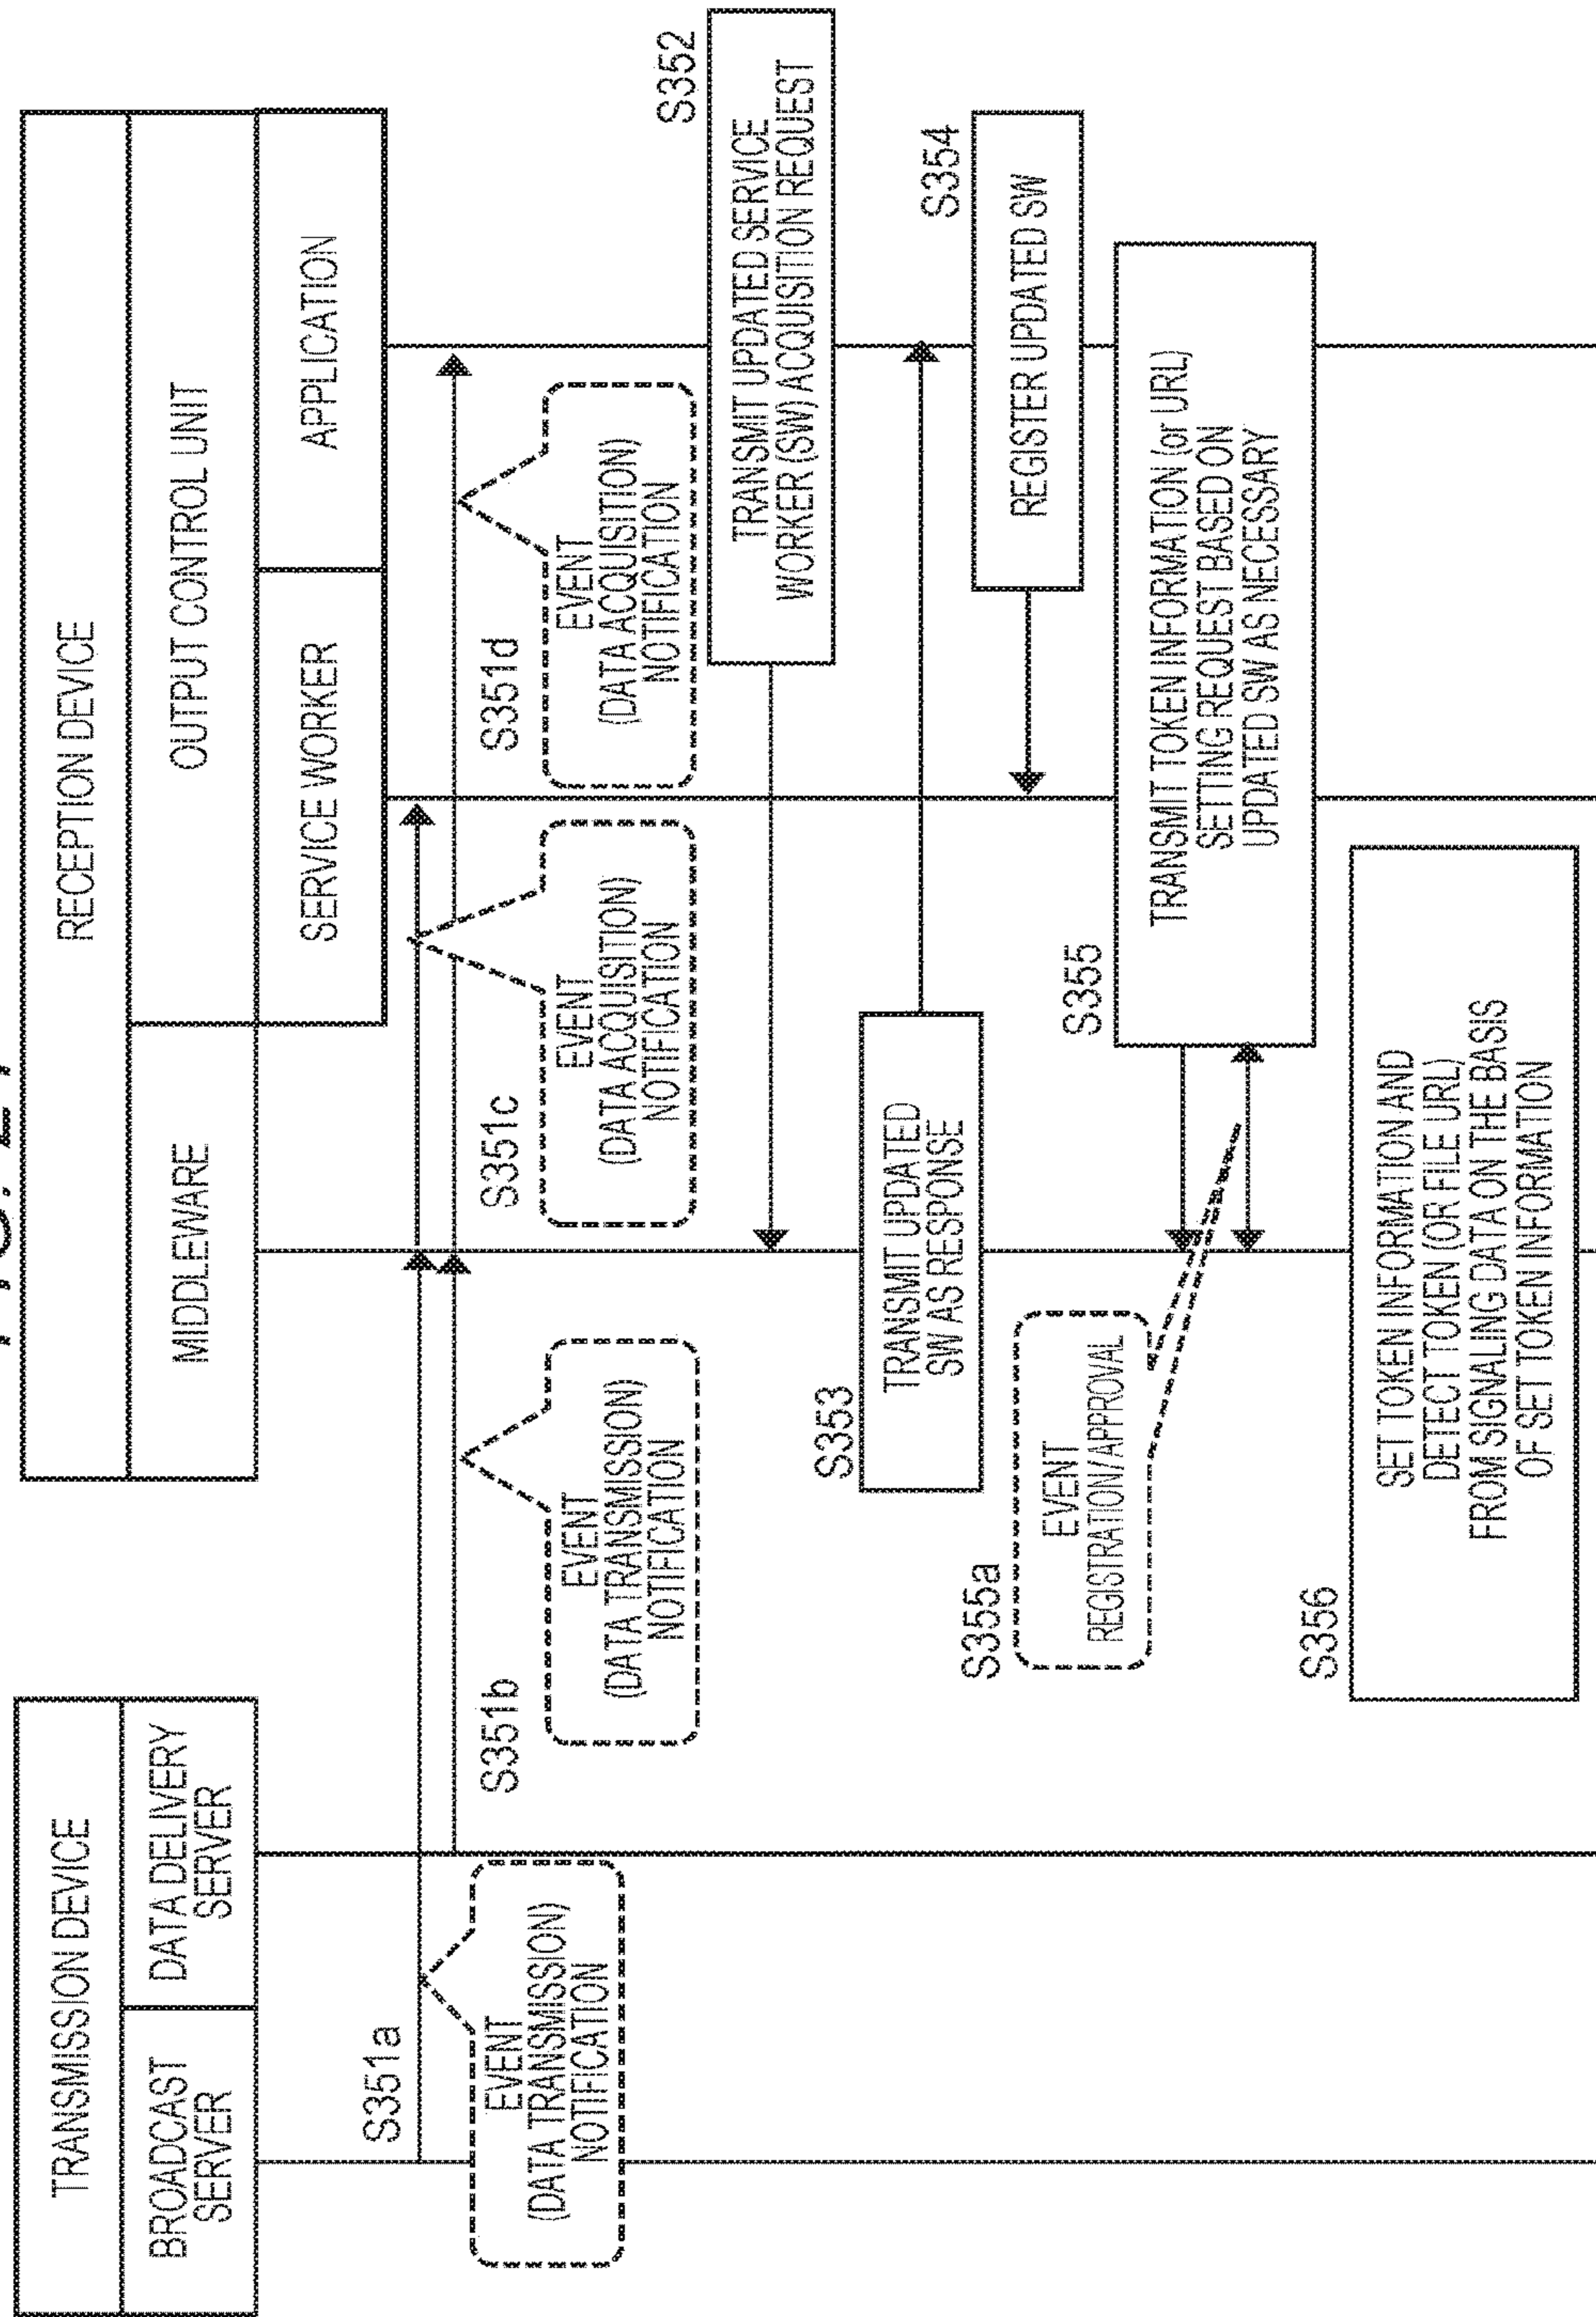 TRANSMISSION DEVICE
BROADCAST
SERVER
DATA DELIVERY
SERVER
RECEPTION DEVICE
MIDDLEWARE
OUTPUT CONTROL UNIT
SERVICE WORKER
APPLICATION
S351a
EVENT
(DATA TRANSMISSION)
NOTIFICATION
S351b
EVENT
(DATA TRANSMISSION)
NOTIFICATION
S351c
EVENT
(DATA ACQUISITION)
NOTIFICATION
S351d
EVENT
(DATA ACQUISITION)
NOTIFICATION
S352
TRANSMIT UPDATED SERVICE
WORKER (SW) ACQUISITION REQUEST
S353
TRANSMIT UPDATED
SW AS RESPONSE
S354
REGISTER UPDATED SW
S355
TRANSMIT TOKEN INFORMATION (or URL)
SETTING REQUEST BASED ON
UPDATED SW AS NECESSARY
S355a
EVENT
REGISTRATION/APPROVAL
S356
SET TOKEN INFORMATION AND
DETECT TOKEN (OR FILE URL)
FROM SIGNALING DATA ON THE BASIS
OF SET TOKEN INFORMATION